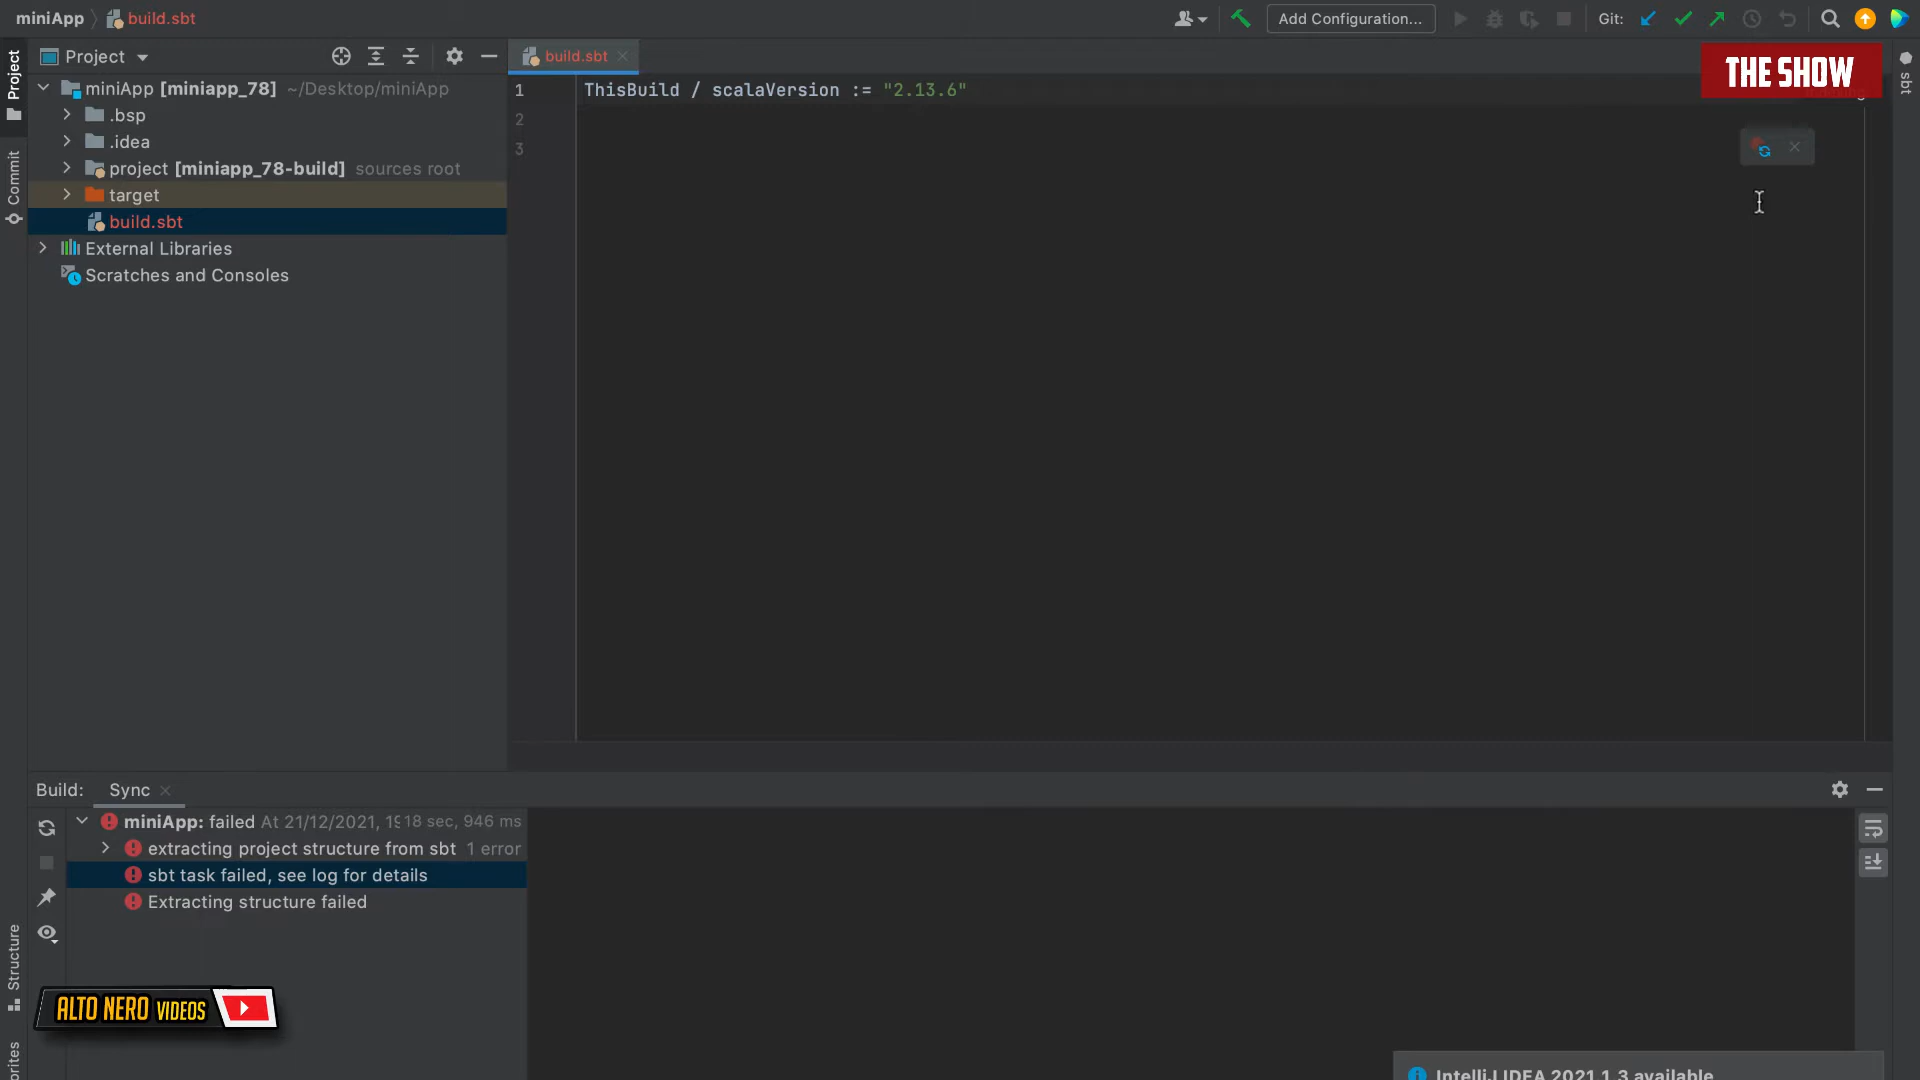 miniApp
build.sbt
Add Configuration...
Git:
Project
build.sbt
THE SHOW
Project
sbt
Commit
miniApp [miniapp_78] ~/Desktop/miniApp
.bsp
.idea
project [miniapp_78-build] sources root
target
build.sbt
External Libraries
Scratches and Consoles
1 ThisBuild / scalaVersion := "2.13.6"
2
3
Build: Sync
miniApp: failed At 21/12/2021, 18 sec, 946 ms
extracting project structure from sbt 1 error
sbt task failed, see log for details
Extracting structure failed
Structure
ALTO NERO VIDEOS
IntelliJ IDEA 2021.1.3 available